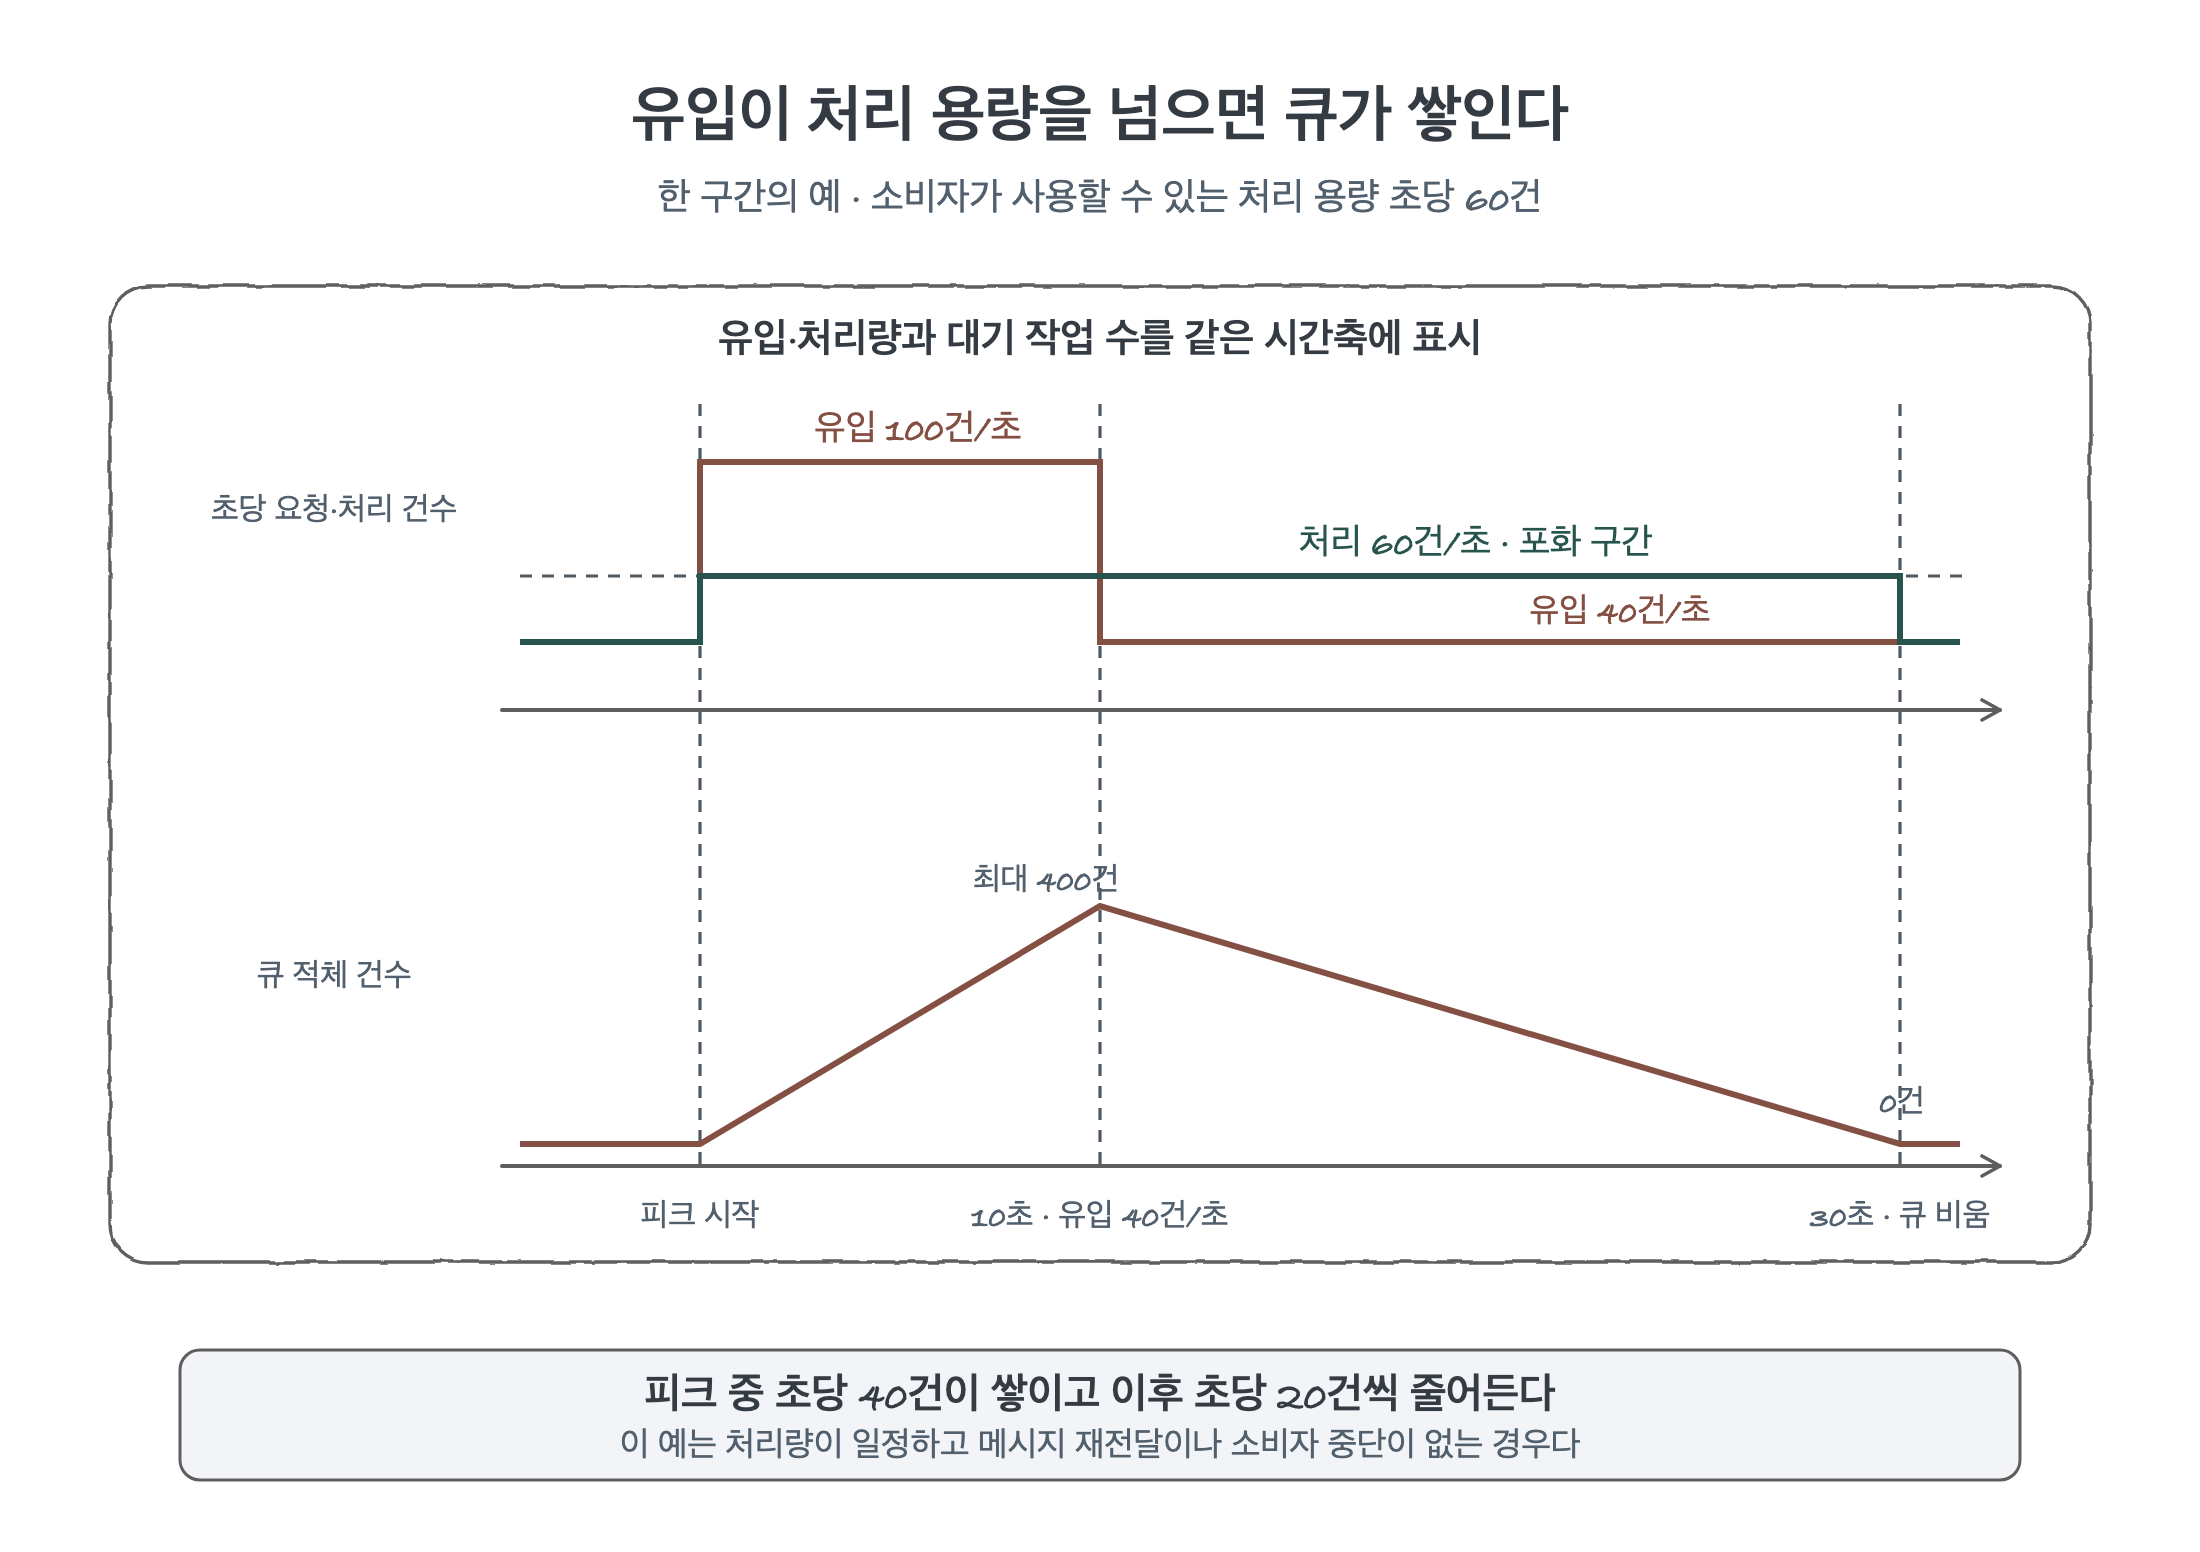 유입이 처리 용량을 넘으면 큐가 쌓인다
한 구간의 예 · 소비자가 사용할 수 있는 처리 용량 초당 60건
유입·처리량과 대기 작업 수를 같은 시간축에 표시
유입 100건/초
초당 요청·처리 건수
처리 60건/초 · 포화 구간
유입 40건/초
최대 400건
큐 적체 건수
0건
피크 시작
10초 · 유입 40건/초
30초 · 큐 비움
피크 중 초당 40건이 쌓이고 이후 초당 20건씩 줄어든다
이 예는 처리량이 일정하고 메시지 재전달이나 소비자 중단이 없는 경우다